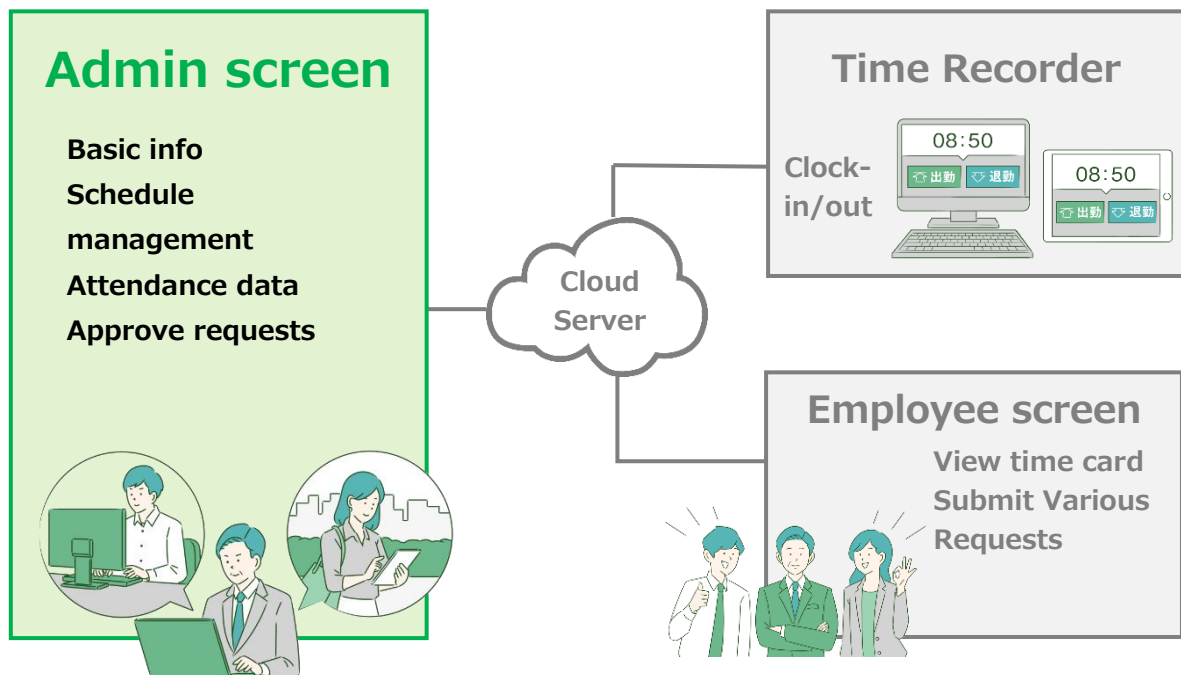 Admin screen
Basic info
Schedule
management
Attendance data
Approve requests
Cloud
Server
Time Recorder
Clock-
in/out
08:50
出勤 退勤
08:50
出勤 退勤
Employee screen
View time card
Submit Various
Requests